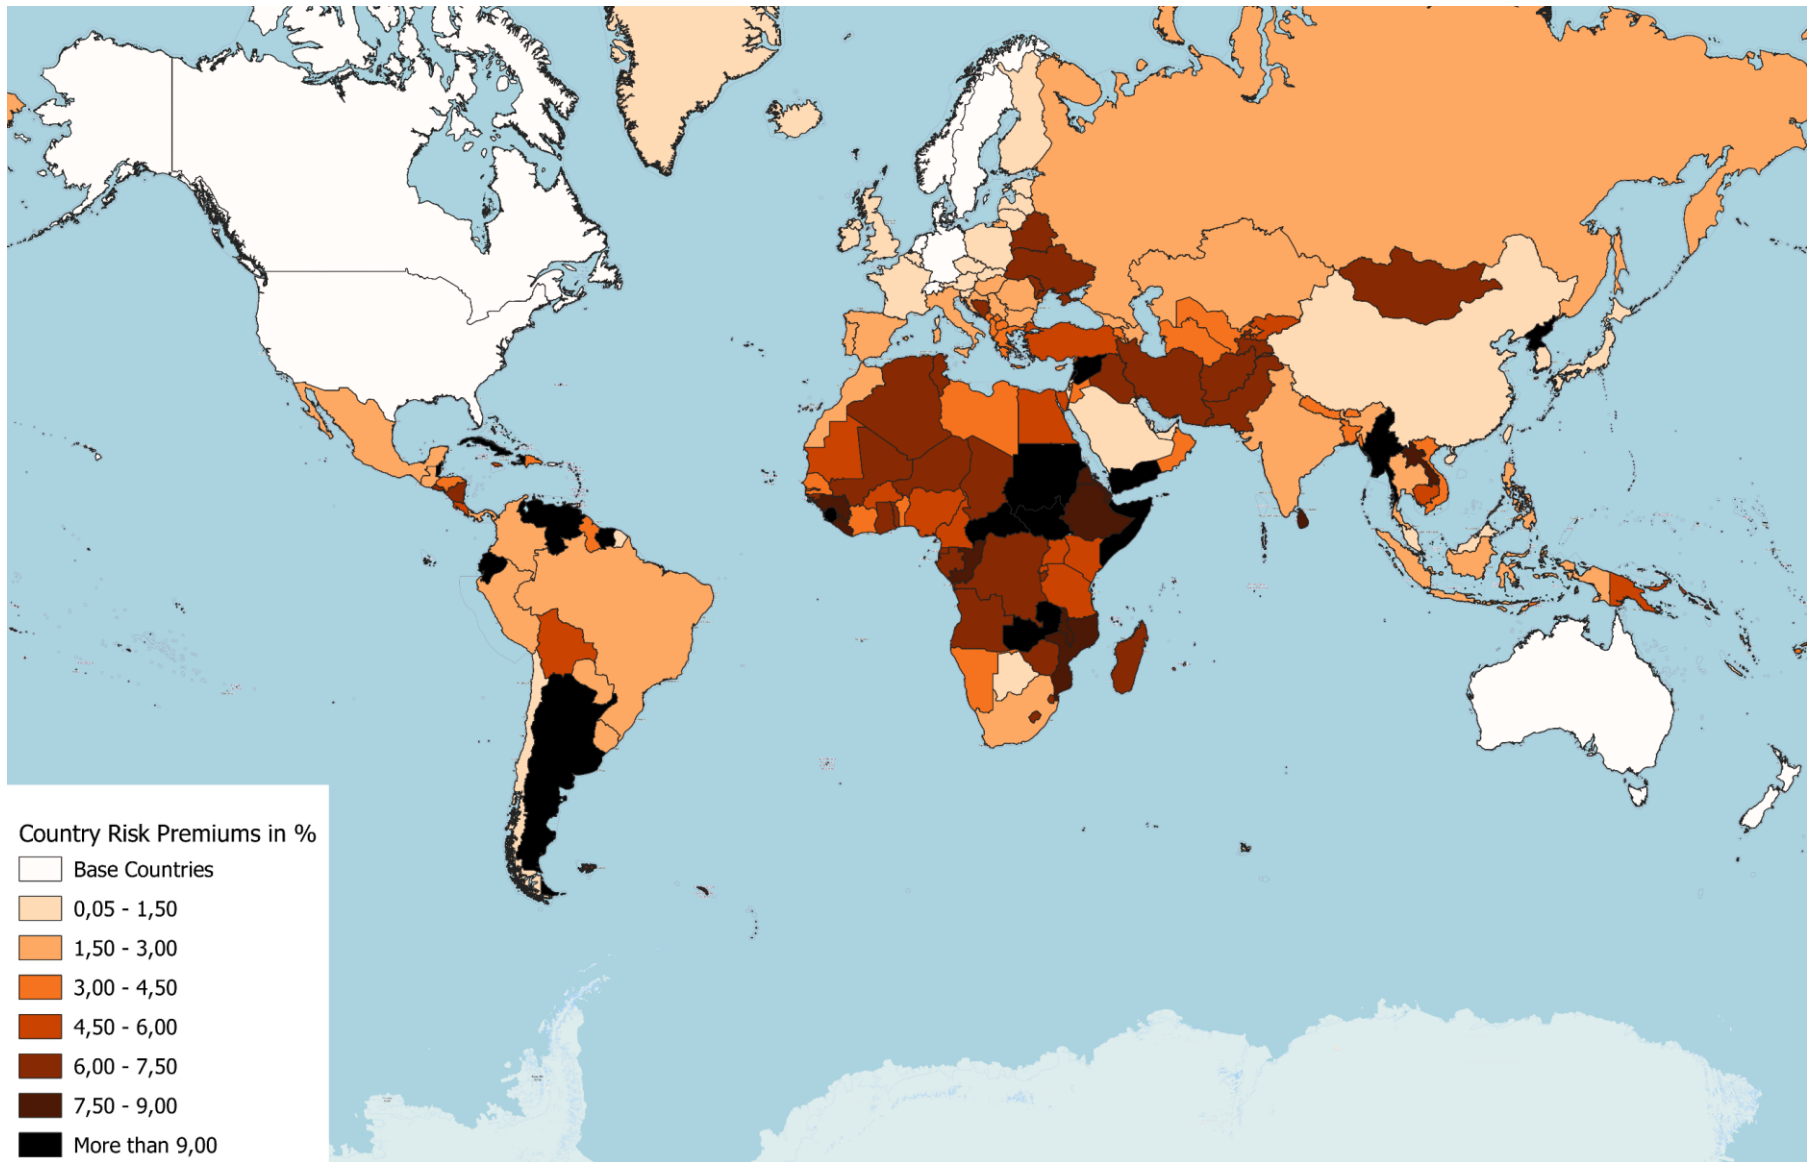 Country Risk Premiums in %
Base Countries
0,05 - 1,50
1,50 - 3,00
3,00 - 4,50
4,50 - 6,00
6,00 - 7,50
7,50 - 9,00
More than 9,00